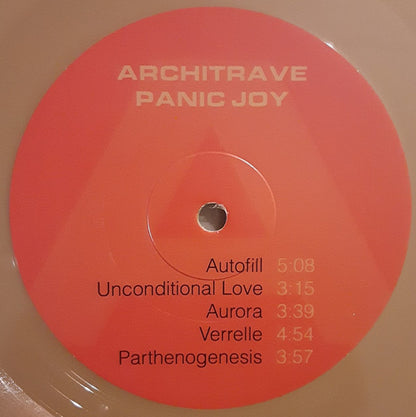 ARCHITRAVE
PANIC JOY
Autofill 5:08
Unconditional Love 3:15
Aurora 3:39
Verrelle 4:54
Parthenogenesis 3:57